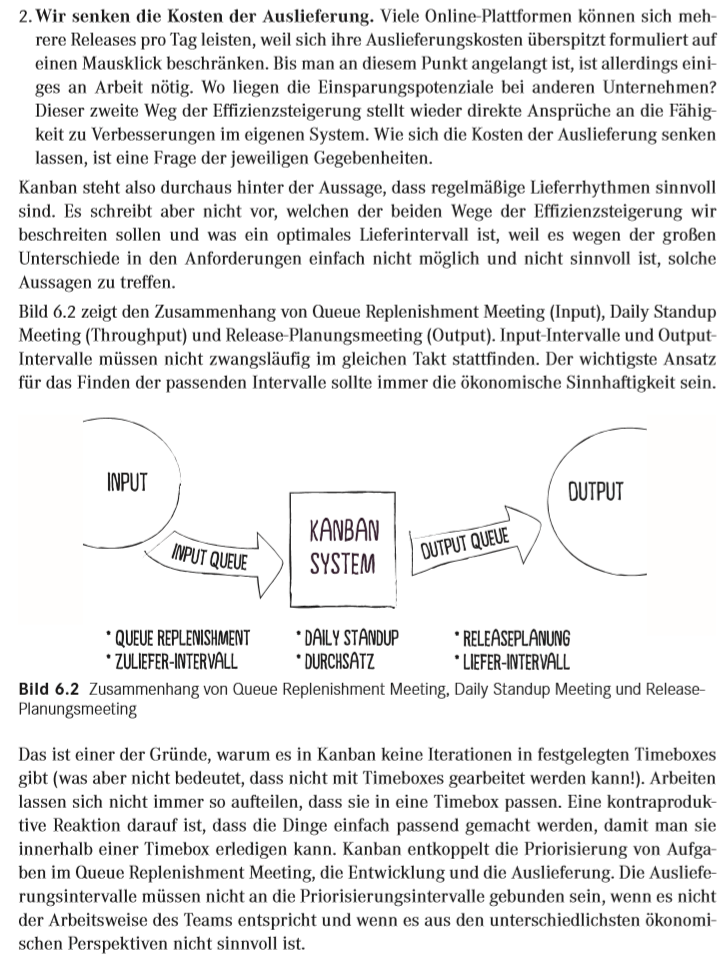 2. Wir senken die Kosten der Auslieferung. Viele Online-Plattformen können sich meh-
rere Releases pro Tag leisten, weil sich ihre Auslieferungskosten überspitzt formuliert auf
einen Mausklick beschränken. Bis man an diesem Punkt angelangt ist, ist allerdings eini-
ges an Arbeit nötig. Wo liegen die Einsparungspotenziale bei anderen Unternehmen?
Dieser zweite Weg der Effizienzsteigerung stellt wieder direkte Ansprüche an die Fähig-
keit zu Verbesserungen im eigenen System. Wie sich die Kosten der Auslieferung senken
lassen, ist eine Frage der jeweiligen Gegebenheiten.
Kanban steht also durchaus hinter der Aussage, dass regelmäßige Lieferrhythmen sinnvoll
sind. Es schreibt aber nicht vor, welchen der beiden Wege der Effizienzsteigerung wir
beschreiten sollen und was ein optimales Lieferintervall ist, weil es wegen der großen
Unterschiede in den Anforderungen einfach nicht möglich und nicht sinnvoll ist, solche
Aussagen zu treffen.
Bild 6.2 zeigt den Zusammenhang von Queue Replenishment Meeting (Input), Daily Standup
Meeting (Throughput) und Release-Planungsmeeting (Output). Input-Intervalle und Output-
Intervalle müssen nicht zwangsläufig im gleichen Takt stattfinden. Der wichtigste Ansatz
für das Finden der passenden Intervalle sollte immer die ökonomische Sinnhaftigkeit sein.
INPUT
INPUT QUEUE
KANBAN
SYSTEM
OUTPUT QUEUE
OUTPUT
• QUEUE REPLENISHMENT
• ZULIEFER-INTERVALL
• DAILY STANDUP
• DURCHSATZ
• RELEASEPLANUNG
• LIEFER-INTERVALL
Bild 6.2 Zusammenhang von Queue Replenishment Meeting, Daily Standup Meeting und Release-
Planungsmeeting
Das ist einer der Gründe, warum es in Kanban keine Iterationen in festgelegten Timeboxes
gibt (was aber nicht bedeutet, dass nicht mit Timeboxes gearbeitet werden kann!). Arbeiten
lassen sich nicht immer so aufteilen, dass sie in eine Timebox passen. Eine kontraproduk-
tive Reaktion darauf ist, dass die Dinge einfach passend gemacht werden, damit man sie
innerhalb einer Timebox erledigen kann. Kanban entkoppelt die Priorisierung von Aufga-
ben im Queue Replenishment Meeting, die Entwicklung und die Auslieferung. Die Ausliefe-
rungsintervalle müssen nicht an die Priorisierungsintervalle gebunden sein, wenn es nicht
der Arbeitsweise des Teams entspricht und wenn es aus den unterschiedlichsten ökonomi-
schen Perspektiven nicht sinnvoll ist.